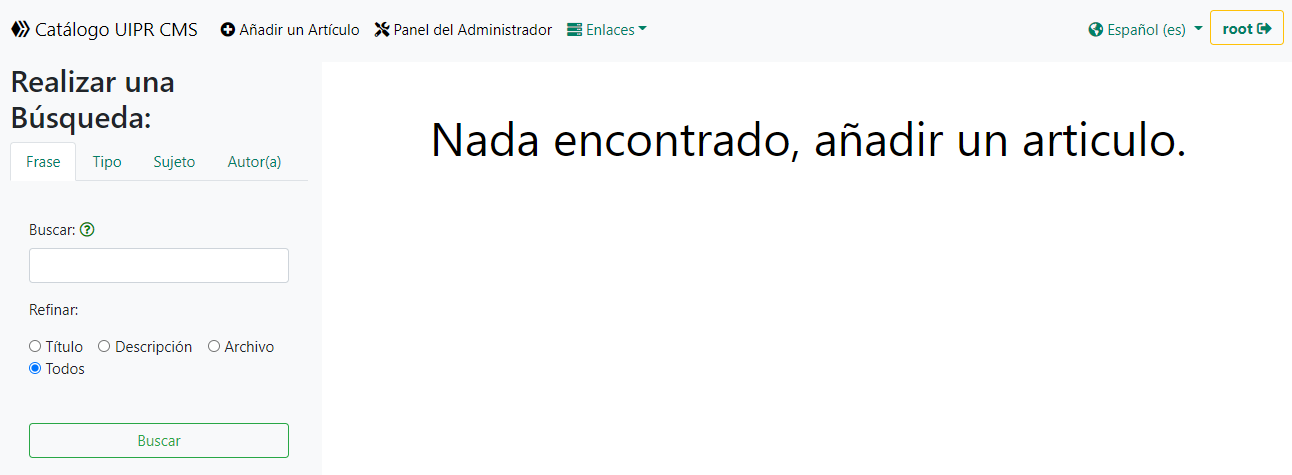 Catálogo UIPR CMS Añadir un Artículo Panel del Administrador Enlaces Español (es) root
Realizar una
Búsqueda:
Frase Tipo Sujeto Autor(a)
Nada encontrado, añadir un articulo.
Buscar:
Refinar:
Título Descripción Archivo
Todos
Buscar